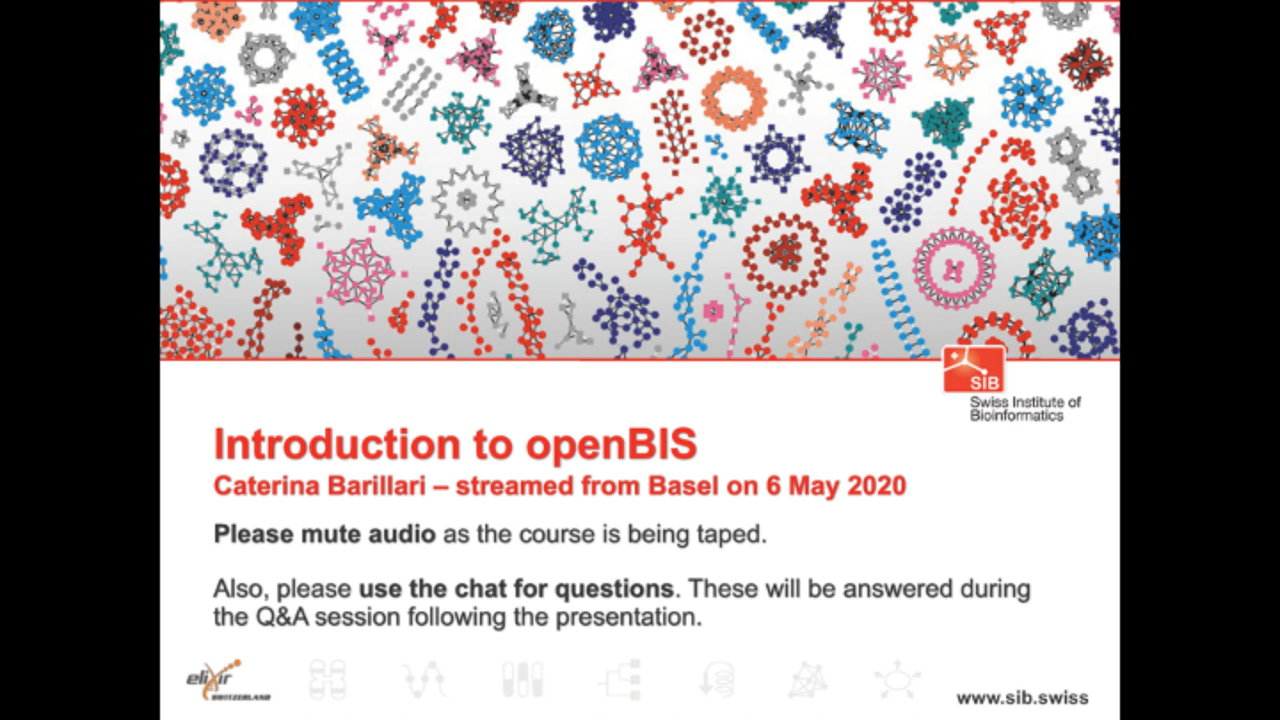 SIB
Swiss Institute of
Bioinformatics
Introduction to openBIS
Caterina Barillari – streamed from Basel on 6 May 2020
Please mute audio as the course is being taped.
Also, please use the chat for questions. These will be answered during
the Q&A session following the presentation.
elixir
SWITZERLAND
www.sib.swiss